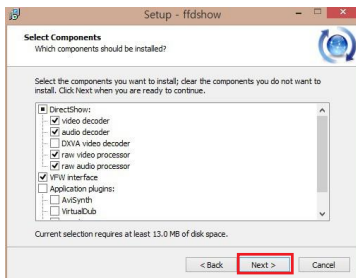 Setup - ffdshow
Select Components
Which components should be installed?
Select the components you want to install; clear the components you do not want to
install. Click Next when you are ready to continue.
DirectShow:
video decoder
audio decoder
DXVA video decoder
raw video processor
raw audio processor
VFW interface
Application plugins:
AviSynth
VirtualDub
Current selection requires at least 13.0 MB of disk space.
< Back Next > Cancel